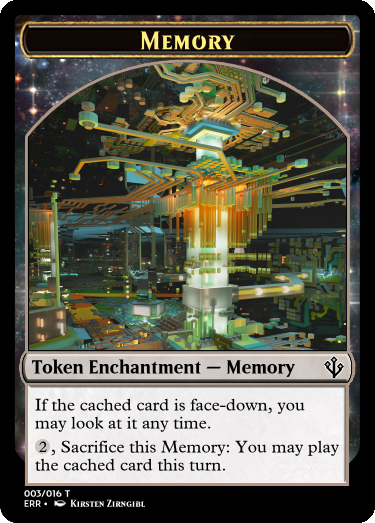 Memory
Token Enchantment — Memory
If the cached card is face-down, you
may look at it any time.
2, Sacrifice this Memory: You may play
the cached card this turn.
003/016 T
ERR • Kirsten Zirngibl